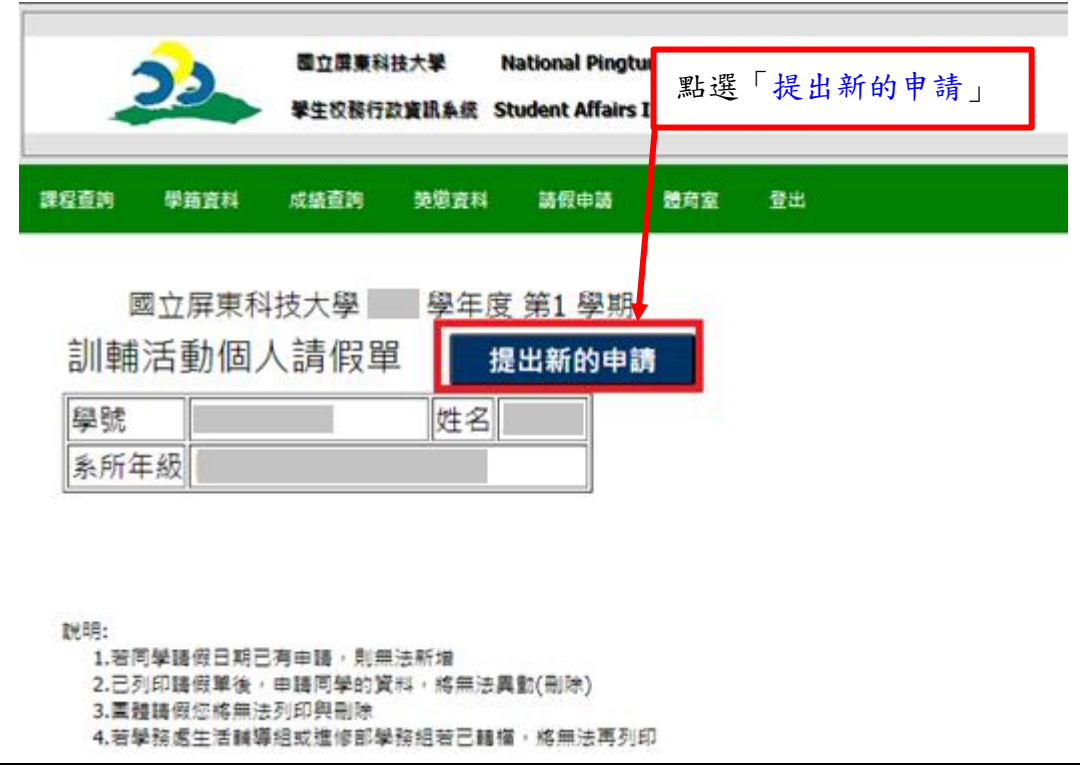 國立屏東科技大學 National Pingtu
學生校務行政資訊系統 Student Affairs I
點選「提出新的申請」
課程查詢 學籍資料 成績查詢 獎懲資料 請假申請 體育室 登出
國立屏東科技大學 學年度 第1 學期
訓輔活動個人請假單 提出新的申請
學號 姓名
系所年級
說明:
1.若同學請假日期已有申請，則無法新增
2.已列印請假單後，申請同學的資料，將無法異動(刪除)
3.團體請假您將無法列印與刪除
4.若學務處生活輔導組或進修部學務組若已轉檔，將無法再列印